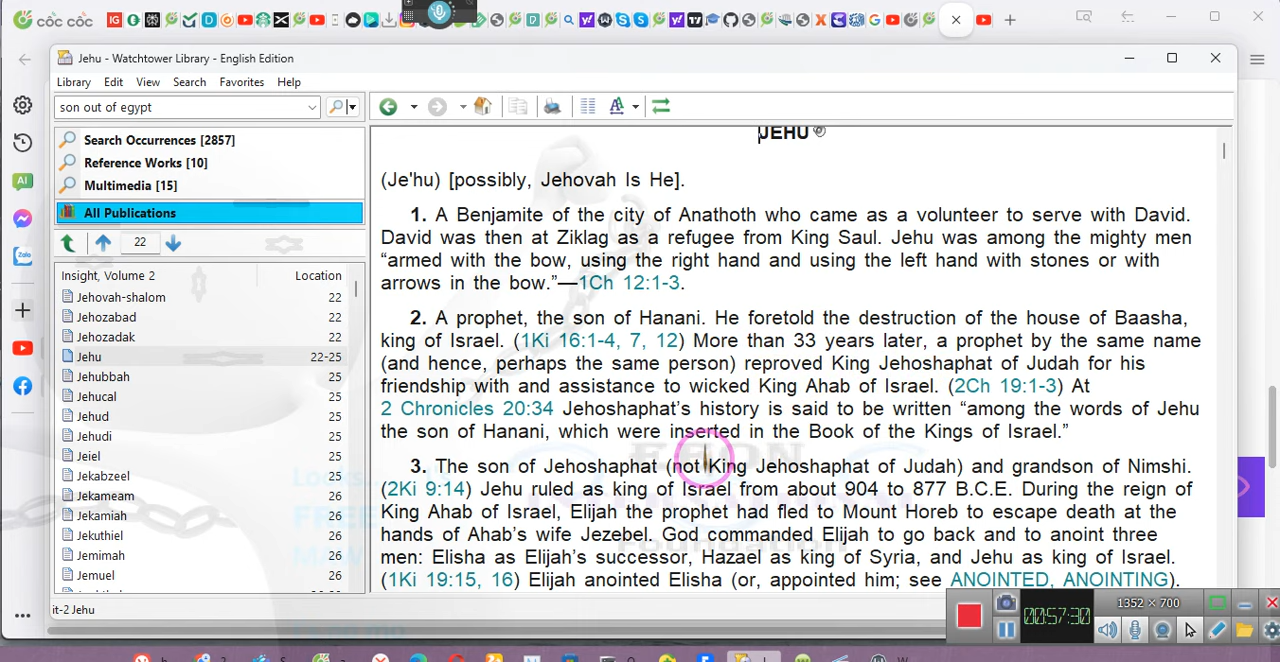 cốc cốc
Jehu - Watchtower Library - English Edition
Library Edit View Search Favorites Help
son out of egypt
Search Occurrences [2857]
Reference Works [10]
Multimedia [15]
All Publications
22
Insight, Volume 2 Location
Jehovah-shalom 22
Jehozabad 22
Jehozadak 22
Jehu 22-25
Jehubbah 25
Jehucal 25
Jehud 25
Jehudi 25
Jeiel 25
Jekabzeel 25
Jekameam 26
Jekamiah 26
Jekuthiel 26
Jemimah 26
Jemuel 26
it-2 Jehu
JEHU
(Je'hu) [possibly, Jehovah Is He].
1. A Benjamite of the city of Anathoth who came as a volunteer to serve with David.
David was then at Ziklag as a refugee from King Saul. Jehu was among the mighty men
“armed with the bow, using the right hand and using the left hand with stones or with
arrows in the bow.”—1Ch 12:1-3.
2. A prophet, the son of Hanani. He foretold the destruction of the house of Baasha,
king of Israel. (1Ki 16:1-4, 7, 12) More than 33 years later, a prophet by the same name
(and hence, perhaps the same person) reproved King Jehoshaphat of Judah for his
friendship with and assistance to wicked King Ahab of Israel. (2Ch 19:1-3) At
2 Chronicles 20:34 Jehoshaphat’s history is said to be written “among the words of Jehu
the son of Hanani, which were inserted in the Book of the Kings of Israel.”
3. The son of Jehoshaphat (not King Jehoshaphat of Judah) and grandson of Nimshi.
(2Ki 9:14) Jehu ruled as king of Israel from about 904 to 877 B.C.E. During the reign of
King Ahab of Israel, Elijah the prophet had fled to Mount Horeb to escape death at the
hands of Ahab’s wife Jezebel. God commanded Elijah to go back and to anoint three
men: Elisha as Elijah’s successor, Hazael as king of Syria, and Jehu as king of Israel.
(1Ki 19:15, 16) Elijah anointed Elisha (or, appointed him; see ANOINTED, ANOINTING).
AI
Zalo
Looks
FREE
Foundation
1352 × 700
00:57:30